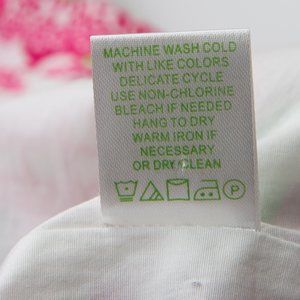 MACHINE WASH COLD
WITH LIKE COLORS
DELICATE CYCLE
USE NON-CHLORINE
BLEACH IF NEEDED
HANG TO DRY
WARM IRON IF
NECESSARY
OR DRY CLEAN
P